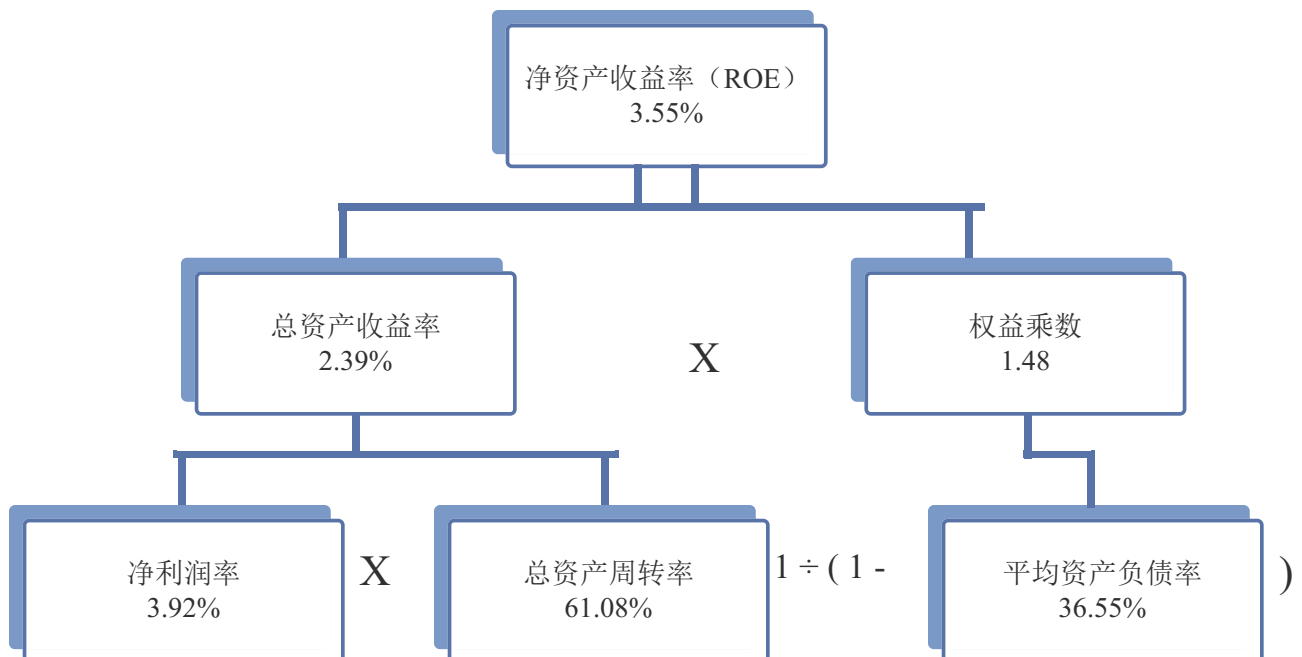 净资产收益率（ROE）
3.55%
总资产收益率
2.39%
X
权益乘数
1.48
净利润率
3.92%
X
总资产周转率
61.08%
1 ÷ ( 1 -
平均资产负债率
36.55%
)